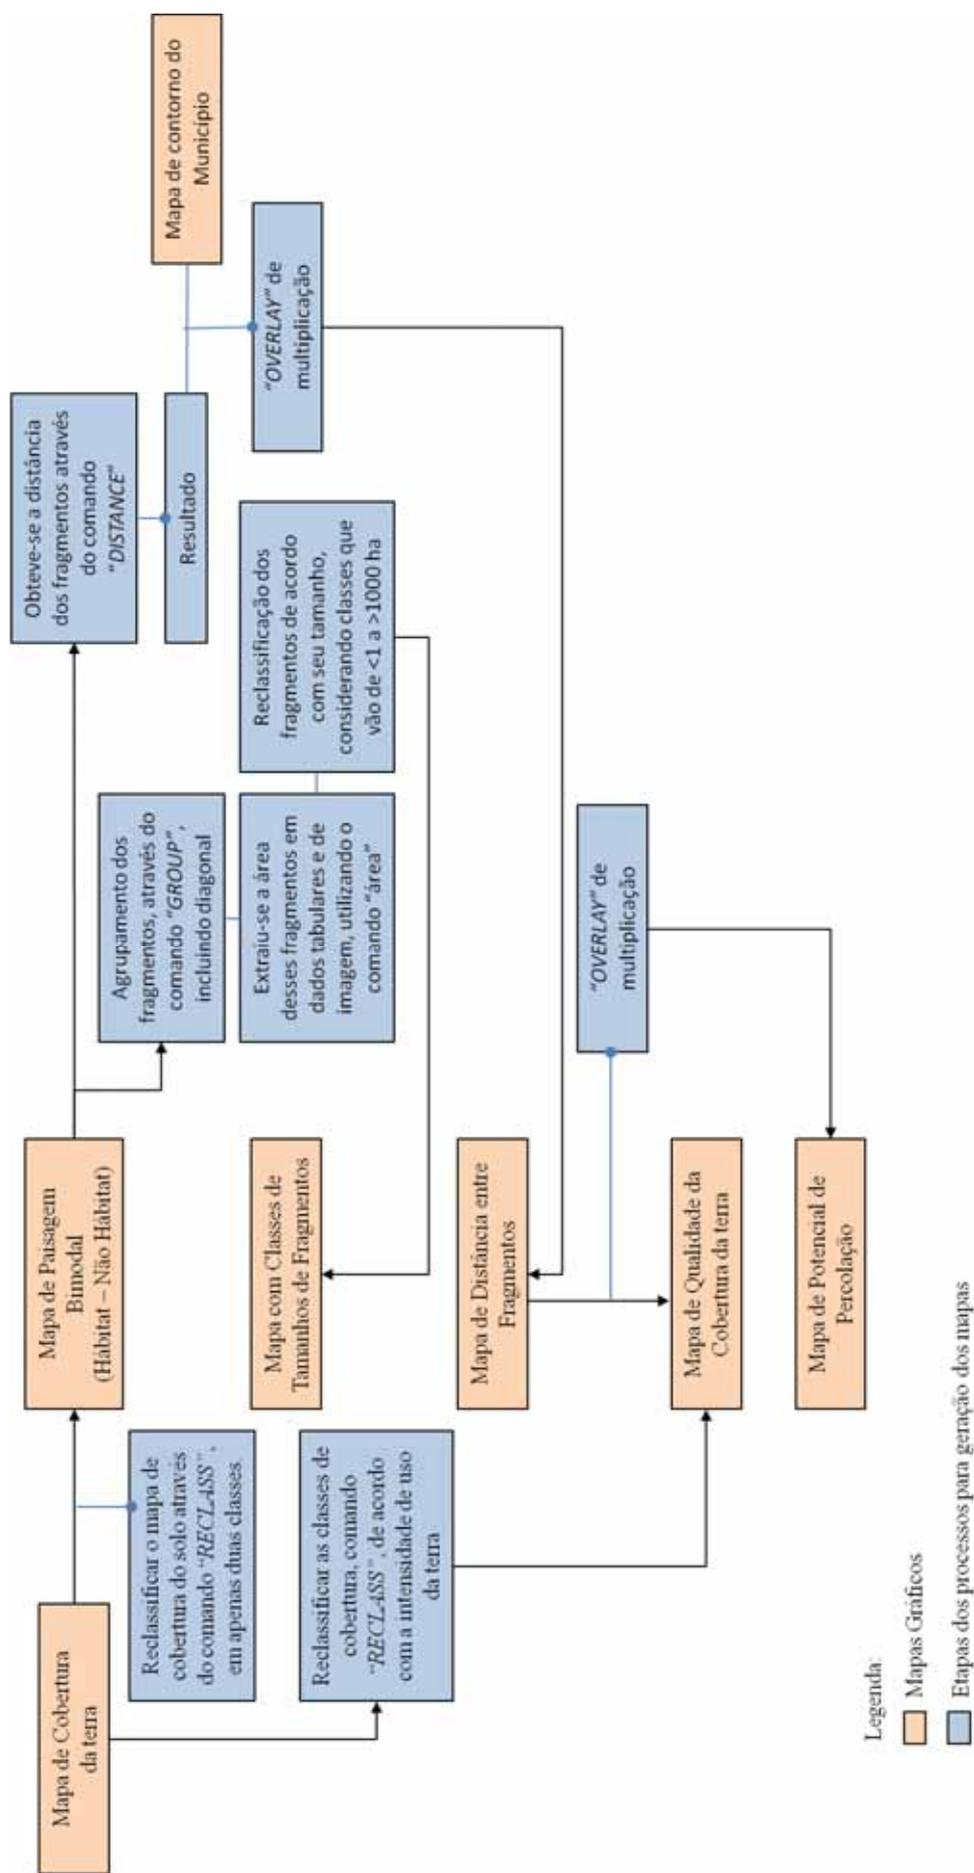 Mapa de Cobertura
da terra
Reclassificar o mapa de
cobertura do solo através
do comando "RECLASS",
em apenas duas classes.
Reclassificar as classes de
cobertura, comando
"RECLASS", de acordo
com a intensidade de uso
da terra
Mapa de Paisagem
Bimodal
(Habitat – Não Hábitat)
Mapa com Classes de
Tamanhos de Fragmentos
Mapa de Distância entre
Fragmentos
Mapa de Qualidade da
Cobertura da terra
Mapa de Potencial de
Percolação
Agrupamento dos
fragmentos, através do
comando "GROUP",
incluindo diagonal
Extraiu-se a área
desses fragmentos em
dados tabulares e de
imagem, utilizando o
comando "área"
Reclassificação dos
fragmentos de acordo
com seu tamanho,
considerando classes que
vão de <1 a >1000 ha
"OVERLAY" de
multiplicação
Obteve-se a distância
dos fragmentos através
do comando
"DISTANCE"
Resultado
"OVERLAY" de
multiplicação
Mapa de contorno do
Município
Legenda:
Mapas Gráficos
Etapas dos processos para geração dos mapas